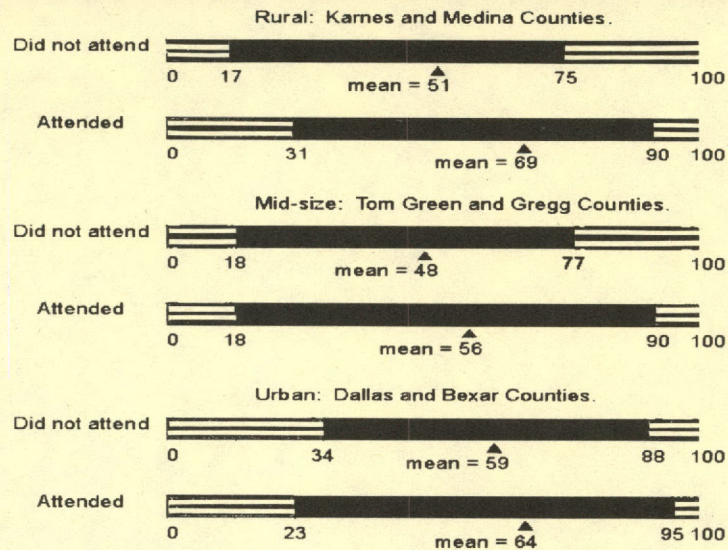 Rural: Karnes and Medina Counties.
Did not attend
0 17 mean = 51 75 100
Attended
0 31 mean = 69 90 100
Mid-size: Tom Green and Gregg Counties.
Did not attend
0 18 mean = 48 77 100
Attended
0 18 mean = 56 90 100
Urban: Dallas and Bexar Counties.
Did not attend
0 34 mean = 59 88 100
Attended
0 23 mean = 64 95 100